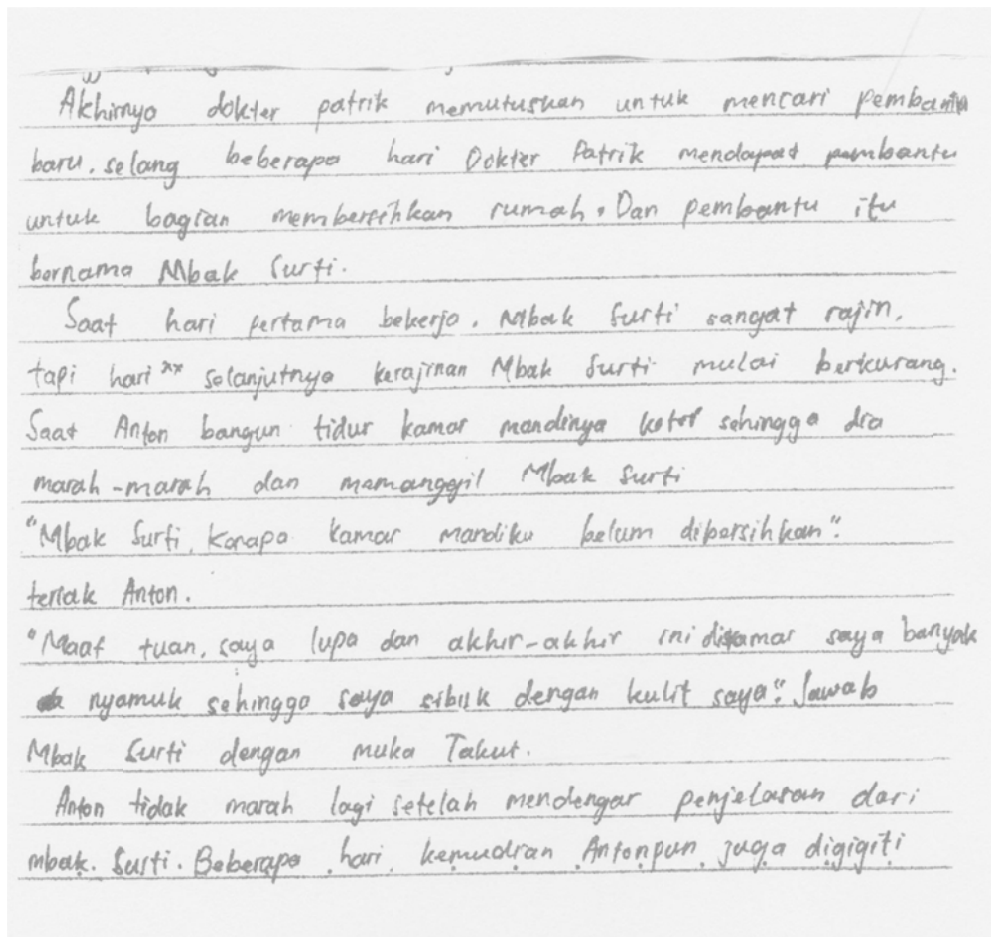 Akhirnya dokter patrik memutuskan untuk mencari pembantu
baru. selang beberapa hari Dokter Patrik mendapat pembantu
untuk bagian membersihkan rumah. Dan pembantu itu
bernama Mbak Surti.
Saat hari pertama bekerja. Mbak Surti sangat rajin.
tapi hari xx selanjutnya kerajinan Mbak Surti mulai berkurang.
Saat Anton bangun tidur kamar mandinya kotor sehingga dia
marah-marah dan memanggil Mbak Surti
"Mbak Surti, kenapa kamar mandiku belum dibersihkan".
teriak Anton.
"Maaf tuan, saya lupa dan akhir-akhir ini dikamar saya banyak
nyamuk sehingga saya sibuk dengan kulit saya". Jawab
Mbak Surti dengan muka Takut.
Anton tidak marah lagi setelah mendengar penjelasan dari
mbak. Surti. Beberapa hari kemudian Antonpun juga digigiti